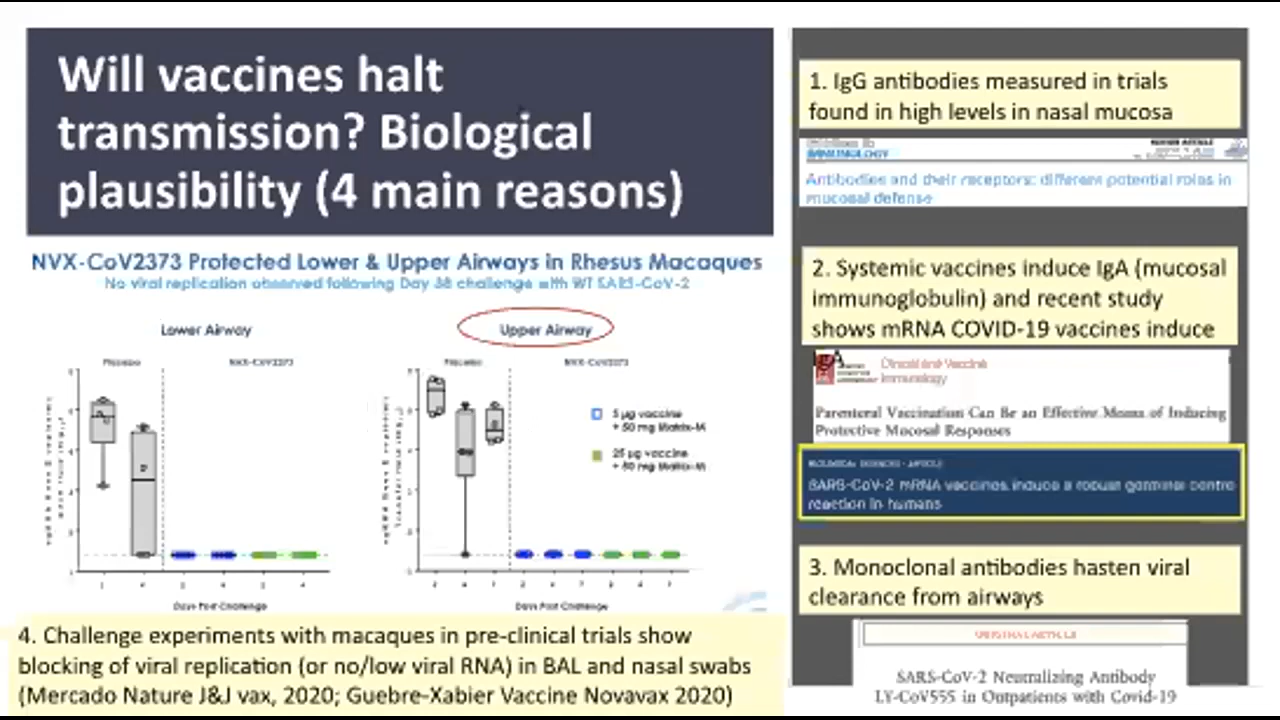 Will vaccines halt
transmission? Biological
plausibility (4 main reasons)
NVX-CoV2373 Protected Lower & Upper Airways in Rhesus Macaques
No viral replication observed following Day 38 challenge with WT SARS-CoV-2
Lower Airway
Upper Airway
Placebo
NVX-CoV2373
Placebo
NVX-CoV2373
5 µg vaccine
+ 50 mg Matrix-M
25 µg vaccine
+ 50 mg Matrix-M
Days Post Challenge
Days Post Challenge
4. Challenge experiments with macaques in pre-clinical trials show
blocking of viral replication (or no/low viral RNA) in BAL and nasal swabs
(Mercado Nature J&J vax, 2020; Guebre-Xabier Vaccine Novavax 2020)
1. IgG antibodies measured in trials
found in high levels in nasal mucosa
IMMUNOLOGY
Antibodies and their receptors: different potential roles in
mucosal defense
2. Systemic vaccines induce IgA (mucosal
immunoglobulin) and recent study
shows mRNA COVID-19 vaccines induce
Clinical and Vaccine
Immunology
Parenteral Vaccination Can Be an Effective Means of Inducing
Protective Mucosal Responses
BIOLOGICAL SCIENCES - ARTICLE
SARS-CoV-2 mRNA vaccines induce a robust germinal centre
reaction in humans
3. Monoclonal antibodies hasten viral
clearance from airways
ORIGINAL ARTICLE
SARS-CoV-2 Neutralizing Antibody
LY-CoV555 in Outpatients with Covid-19